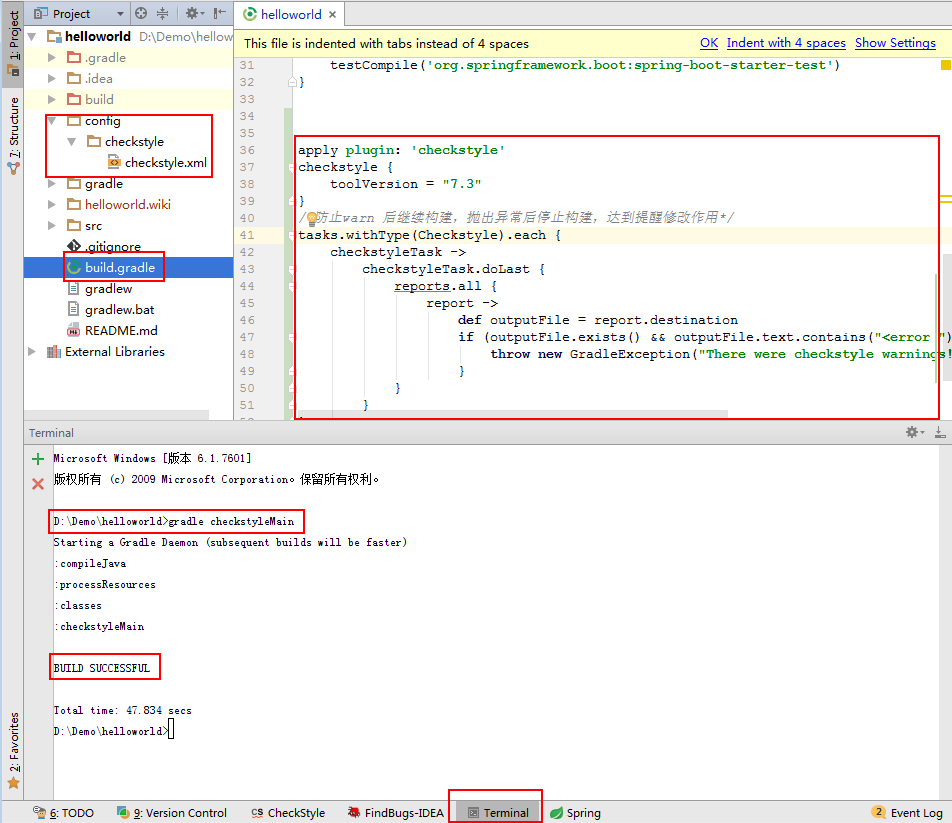 Project
helloworld
1: Project
7: Structure
2: Favorites
helloworld D:\Demo\hellow
.gradle
.idea
build
config
checkstyle
checkstyle.xml
gradle
helloworld.wiki
src
.gitignore
build.gradle
gradlew
gradlew.bat
README.md
External Libraries
This file is indented with tabs instead of 4 spaces OK Indent with 4 spaces Show Settings
31 testCompile('org.springframework.boot:spring-boot-starter-test')
32 }
33
34
35
36 apply plugin: 'checkstyle'
37 checkstyle {
38 toolVersion = "7.3"
39 }
40 /*防止warn 后继续构建，抛出异常后停止构建，达到提醒修改作用*/
41 tasks.withType(Checkstyle).each {
42 checkstyleTask ->
43 checkstyleTask.doLast {
44 reports.all {
45 report ->
46 def outputFile = report.destination
47 if (outputFile.exists() && outputFile.text.contains("<error ")
48 throw new GradleException("There were checkstyle warnings!
49 }
50 }
51 }
Terminal
Microsoft Windows [版本 6.1.7601]
版权所有 (c) 2009 Microsoft Corporation。保留所有权利。
D:\Demo\helloworld>gradle checkstyleMain
Starting a Gradle Daemon (subsequent builds will be faster)
:compileJava
:processResources
:classes
:checkstyleMain
BUILD SUCCESSFUL
Total time: 47.834 secs
D:\Demo\helloworld>
6: TODO 9: Version Control CS CheckStyle FindBugs-IDEA Terminal Spring 2 Event Log